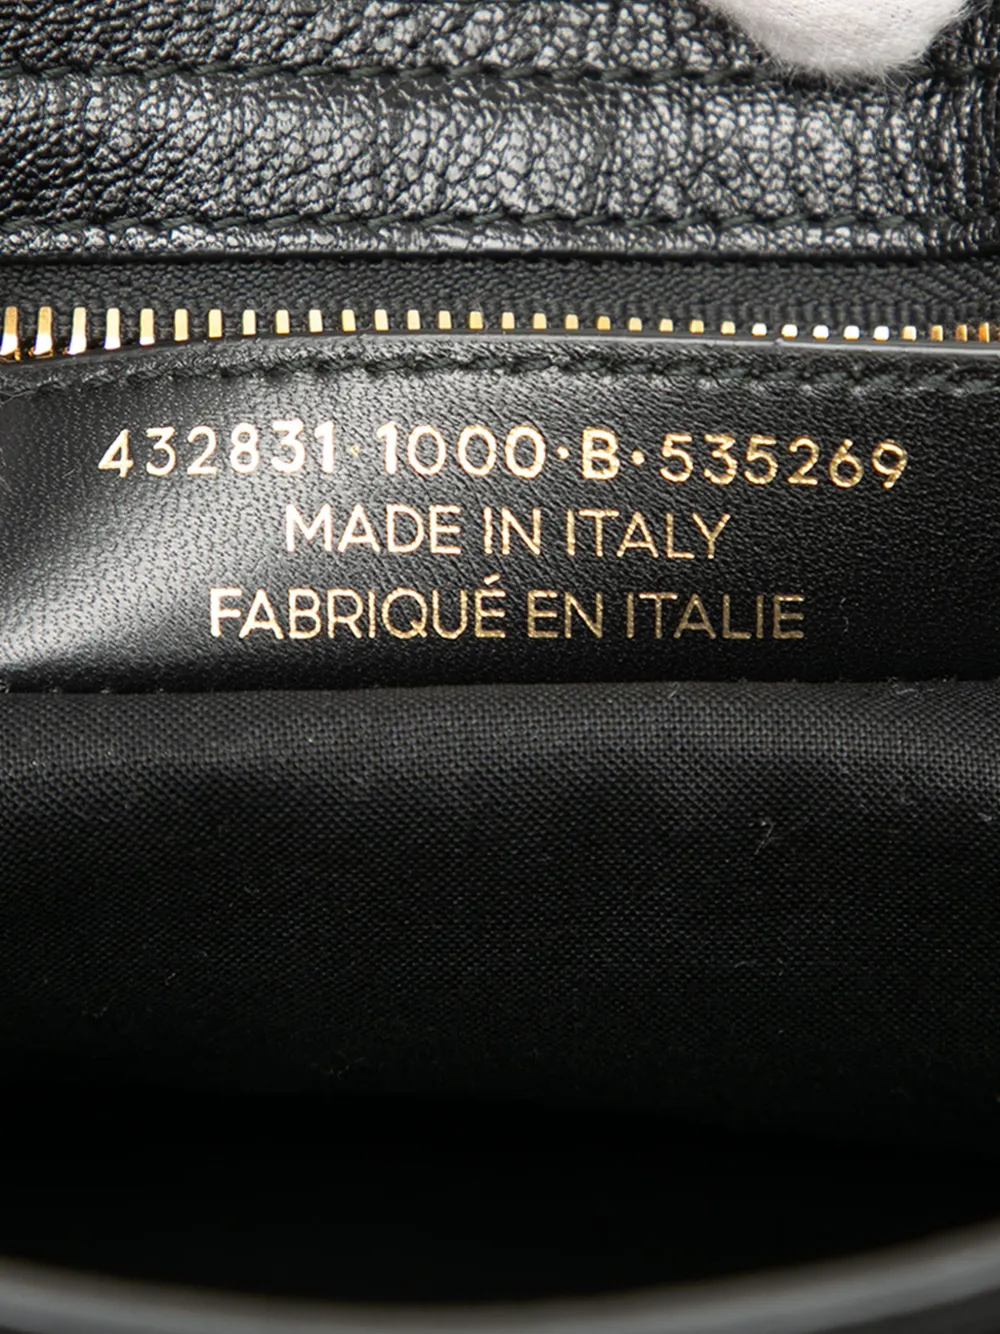 432831·1000·B·535269
MADE IN ITALY
FABRIQUÉ EN ITALIE